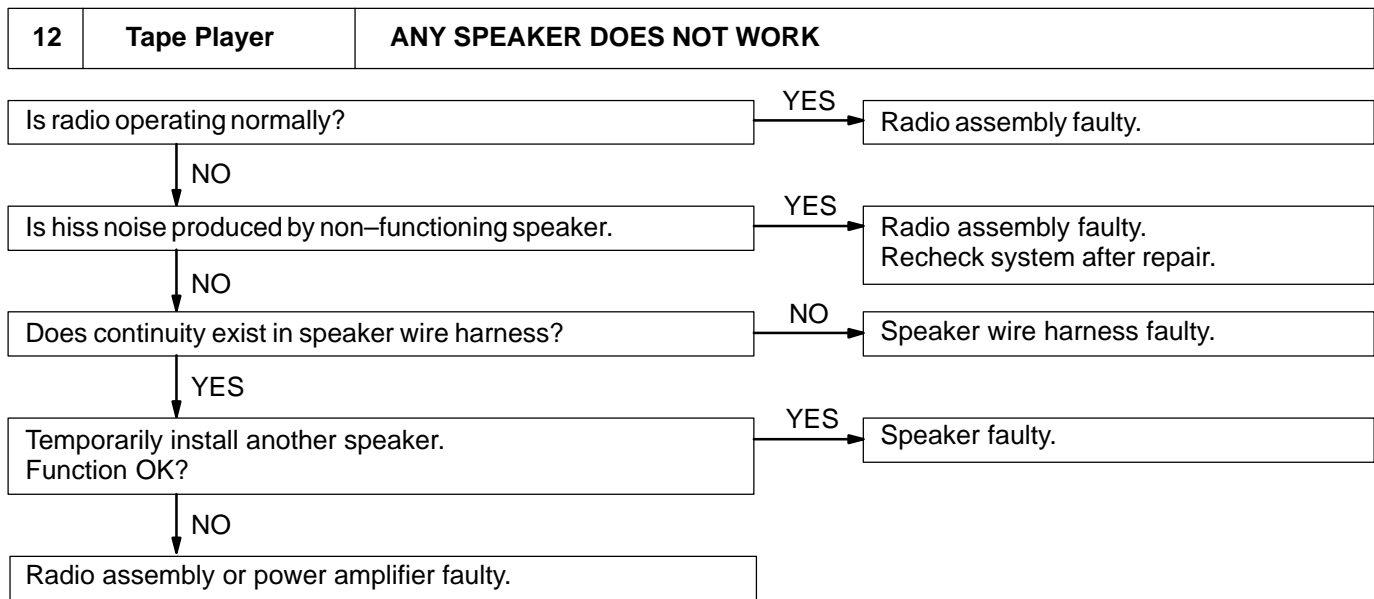 12 Tape Player ANY SPEAKER DOES NOT WORK
Is radio operating normally?
YES
Radio assembly faulty.
NO
Is hiss noise produced by non–functioning speaker.
YES
Radio assembly faulty.
Recheck system after repair.
NO
Does continuity exist in speaker wire harness?
NO
Speaker wire harness faulty.
YES
Temporarily install another speaker.
Function OK?
YES
Speaker faulty.
NO
Radio assembly or power amplifier faulty.